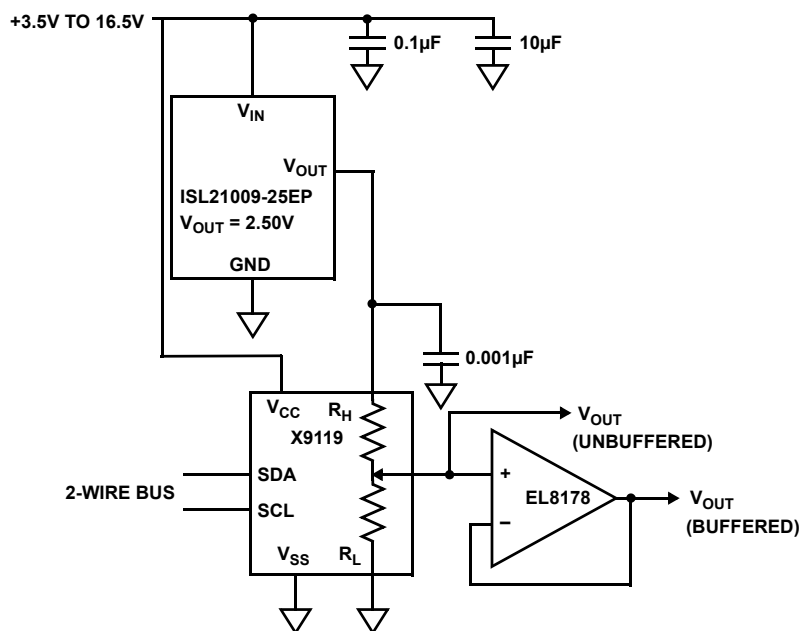 +3.5V TO 16.5V
0.1µF
10µF
VIN
VOUT
ISL21009-25EP
VOUT = 2.50V
GND
0.001µF
VCC
RH
X9119
VOUT
(UNBUFFERED)
SDA
+
2-WIRE BUS
EL8178
VOUT
(BUFFERED)
SCL
−
VSS
RL